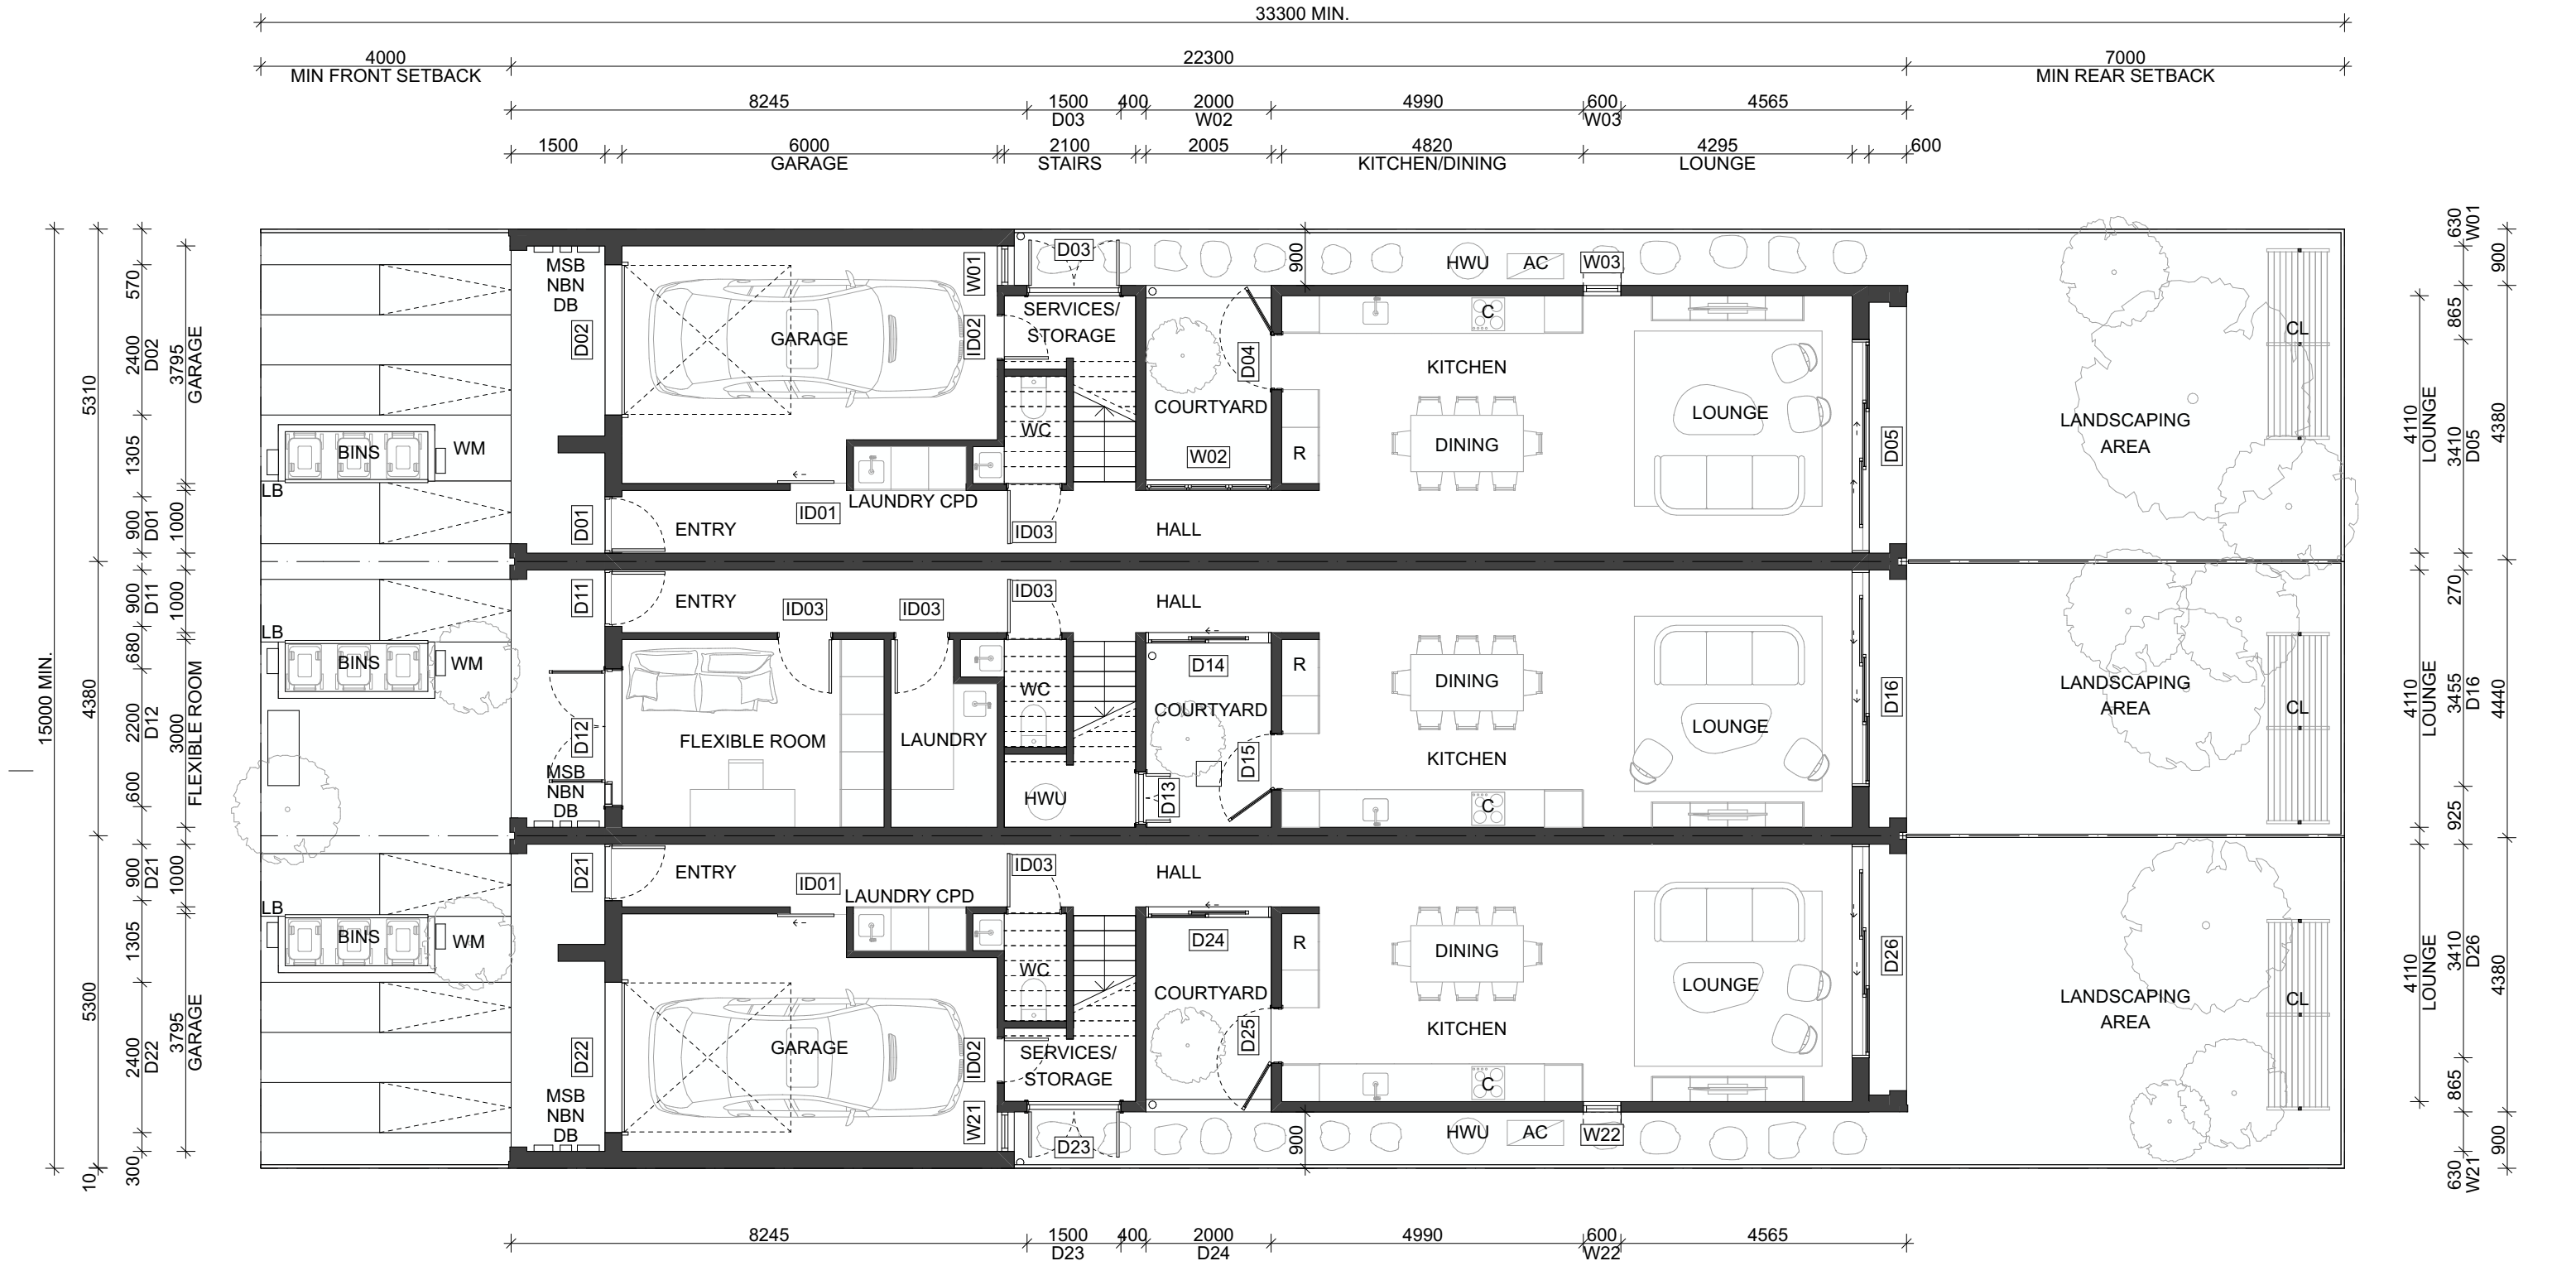 33300 MIN.
4000
MIN FRONT SETBACK
22300
7000
MIN REAR SETBACK
8245
1500
D03
400
2000
W02
4990
600
W03
4565
1500
6000
GARAGE
2100
STAIRS
2005
4820
KITCHEN/DINING
4295
LOUNGE
600
15000 MIN.
5310
4380
5300
10
570
2400
D02
1305
900
D01
900
D11
680
2200
D12
600
900
D21
1305
2400
D22
300
3795
GARAGE
1000
1000
3000
FLEXIBLE ROOM
1000
3795
GARAGE
MSB
NBN
DB
D02
GARAGE
W01
ID02
D03
SERVICES/
STORAGE
900
HWU
AC
W03
C
D04
KITCHEN
COURTYARD
W02
WC
R
DINING
LOUNGE
D05
CL
LANDSCAPING
AREA
BINS
WM
LB
D01
ENTRY
ID01
LAUNDRY CPD
ID03
HALL
D11
ENTRY
ID03
ID03
ID03
HALL
LB
BINS
WM
D12
MSB
NBN
DB
FLEXIBLE ROOM
LAUNDRY
WC
HWU
D14
COURTYARD
D13
D15
R
DINING
KITCHEN
C
LOUNGE
D16
LANDSCAPING
AREA
CL
D21
ENTRY
ID01
LAUNDRY CPD
ID03
HALL
LB
BINS
WM
D22
MSB
NBN
DB
GARAGE
ID02
W21
WC
SERVICES/
STORAGE
D23
D24
COURTYARD
D25
R
DINING
KITCHEN
C
LOUNGE
D26
LANDSCAPING
AREA
CL
900
HWU
AC
W22
4110
LOUNGE
4110
LOUNGE
4110
LOUNGE
630
W01
865
3410
D05
270
3455
D16
925
3410
D26
865
630
W21
900
4380
4440
4380
900
8245
1500
D23
400
2000
D24
4990
600
W22
4565